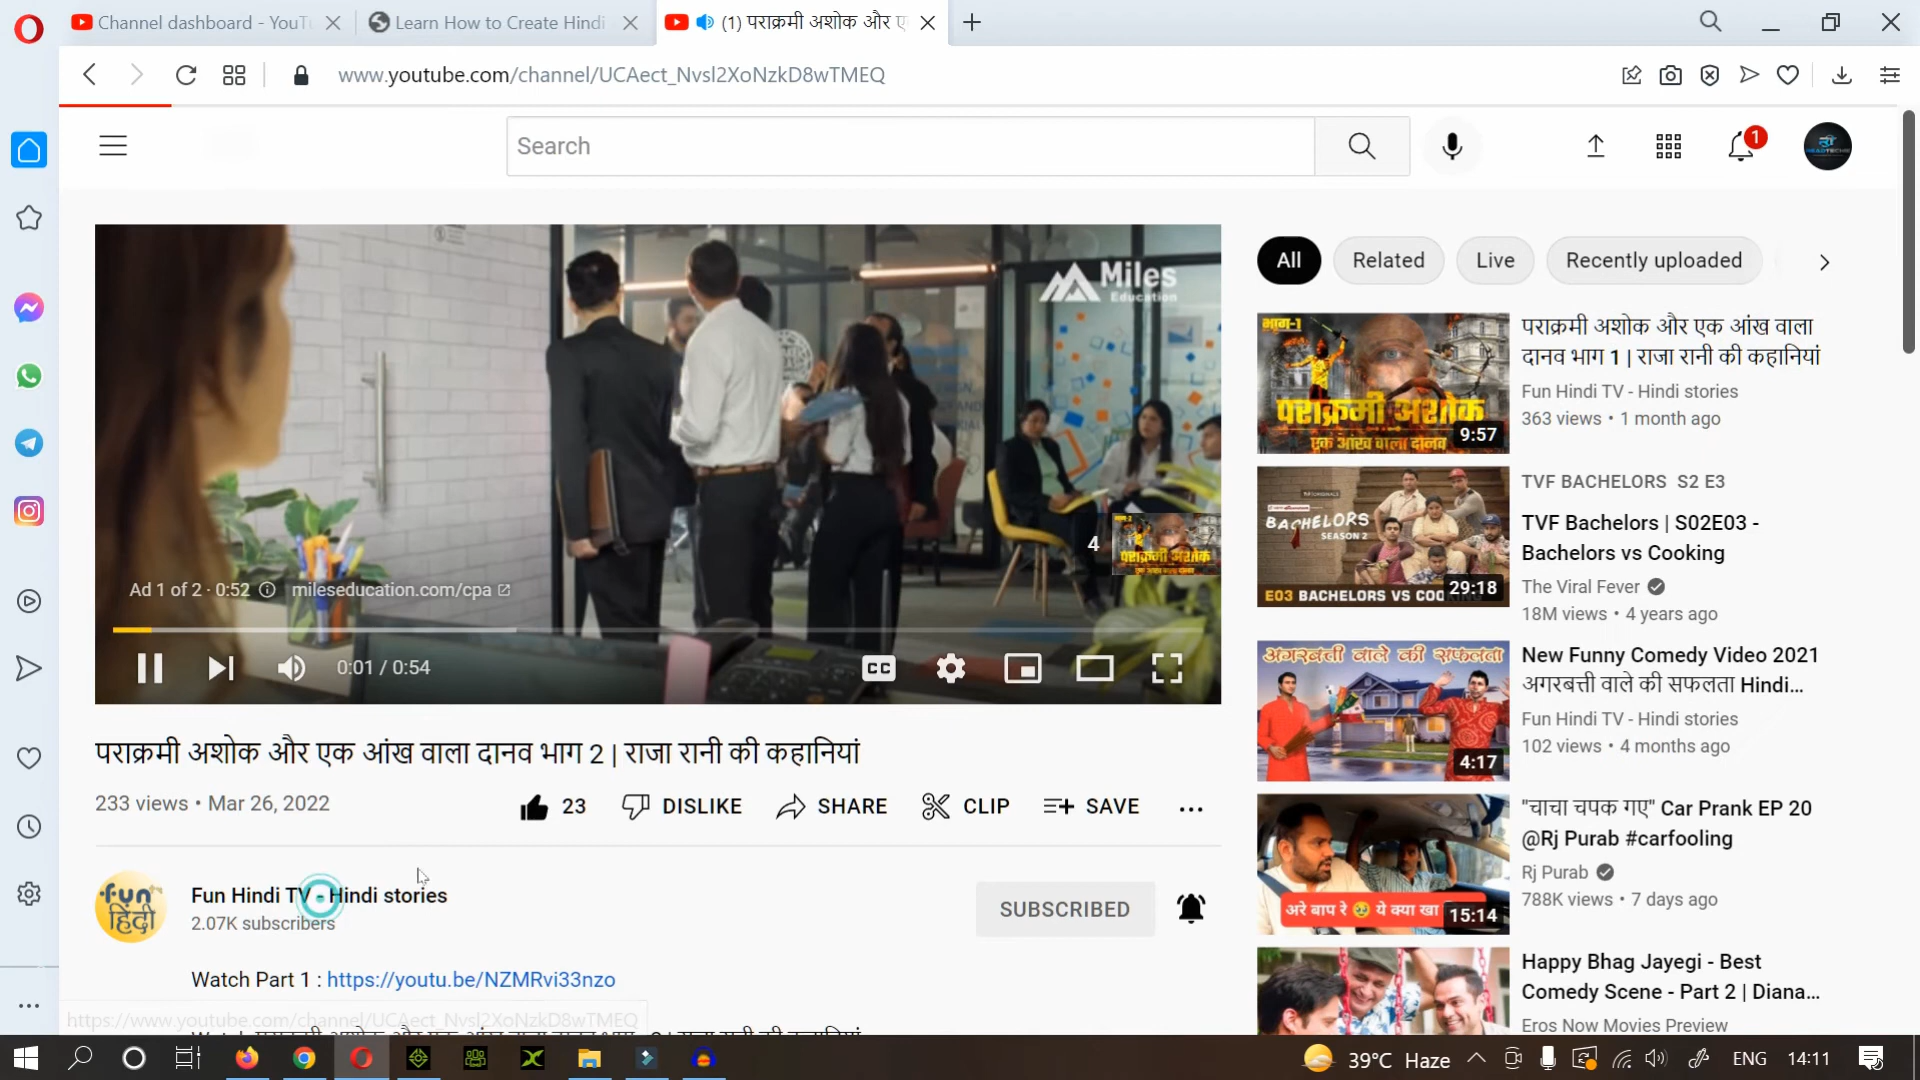 Channel dashboard - YouT
Learn How to Create Hindi
(1) पराक्रमी अशोक और ए
www.youtube.com/channel/UCAect_Nvsl2XoNzkD8wTMEQ
Search
1
Miles
Education
4
पराक्रमी अशोक
Ad 1 of 2 · 0:52
mileseducation.com/cpa
0:01 / 0:54
CC
पराक्रमी अशोक और एक आंख वाला दानव भाग 2 | राजा रानी की कहानियां
233 views • Mar 26, 2022
23
DISLIKE
SHARE
CLIP
SAVE
fun
हिंदी
Fun Hindi TV - Hindi stories
2.07K subscribers
SUBSCRIBED
Watch Part 1 : https://youtu.be/NZMRvi33nzo
https://www.youtube.com/channel/UCAect_Nvsl2XoNzkD8wTMEQ
All
Related
Live
Recently uploaded
भाग-1
पराक्रमी अशोक
एक आंख वाला दानव
9:57
पराक्रमी अशोक और एक आंख वाला
दानव भाग 1 | राजा रानी की कहानियां
Fun Hindi TV - Hindi stories
363 views • 1 month ago
BACHELORS
SEASON 2
E03 BACHELORS VS COO
29:18
TVF BACHELORS S2 E3
TVF Bachelors | S02E03 -
Bachelors vs Cooking
The Viral Fever
18M views • 4 years ago
अगरबत्ती वाले की सफलता
4:17
New Funny Comedy Video 2021
अगरबत्ती वाले की सफलता Hindi...
Fun Hindi TV - Hindi stories
102 views • 4 months ago
अरे बाप रे ये क्या खा
15:14
"चाचा चपक गए" Car Prank EP 20
@Rj Purab #carfooling
Rj Purab
788K views • 7 days ago
Happy Bhag Jayegi - Best
Comedy Scene - Part 2 | Diana...
Eros Now Movies Preview
39°C Haze
ENG
14:11